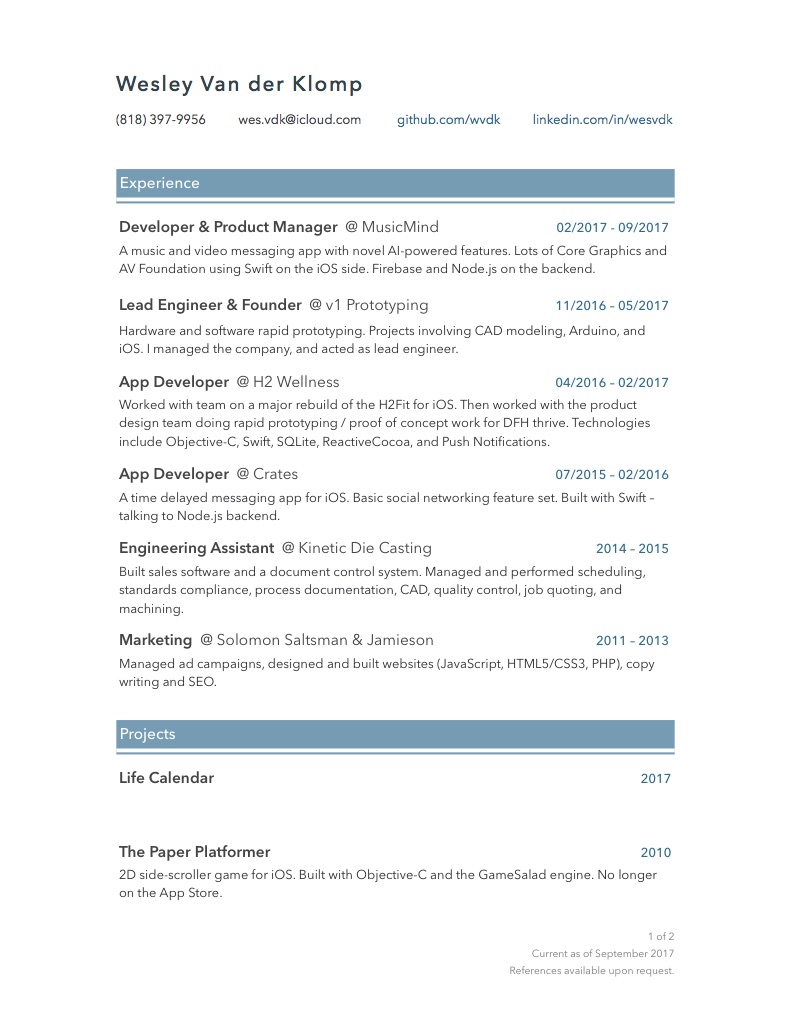 Wesley Van der Klomp
(818) 397-9956 wes.vdk@icloud.com github.com/wvdk linkedin.com/in/wesvdk
Experience
Developer & Product Manager @ MusicMind 02/2017 - 09/2017
A music and video messaging app with novel AI-powered features. Lots of Core Graphics and
AV Foundation using Swift on the iOS side. Firebase and Node.js on the backend.
Lead Engineer & Founder @ v1 Prototyping 11/2016 – 05/2017
Hardware and software rapid prototyping. Projects involving CAD modeling, Arduino, and
iOS. I managed the company, and acted as lead engineer.
App Developer @ H2 Wellness 04/2016 – 02/2017
Worked with team on a major rebuild of the H2Fit for iOS. Then worked with the product
design team doing rapid prototyping / proof of concept work for DFH thrive. Technologies
include Objective-C, Swift, SQLite, ReactiveCocoa, and Push Notifications.
App Developer @ Crates 07/2015 – 02/2016
A time delayed messaging app for iOS. Basic social networking feature set. Built with Swift –
talking to Node.js backend.
Engineering Assistant @ Kinetic Die Casting 2014 – 2015
Built sales software and a document control system. Managed and performed scheduling,
standards compliance, process documentation, CAD, quality control, job quoting, and
machining.
Marketing @ Solomon Saltsman & Jamieson 2011 – 2013
Managed ad campaigns, designed and built websites (JavaScript, HTML5/CSS3, PHP), copy
writing and SEO.
Projects
Life Calendar 2017
The Paper Platformer 2010
2D side-scroller game for iOS. Built with Objective-C and the GameSalad engine. No longer
on the App Store.
1 of 2
Current as of September 2017
References available upon request.